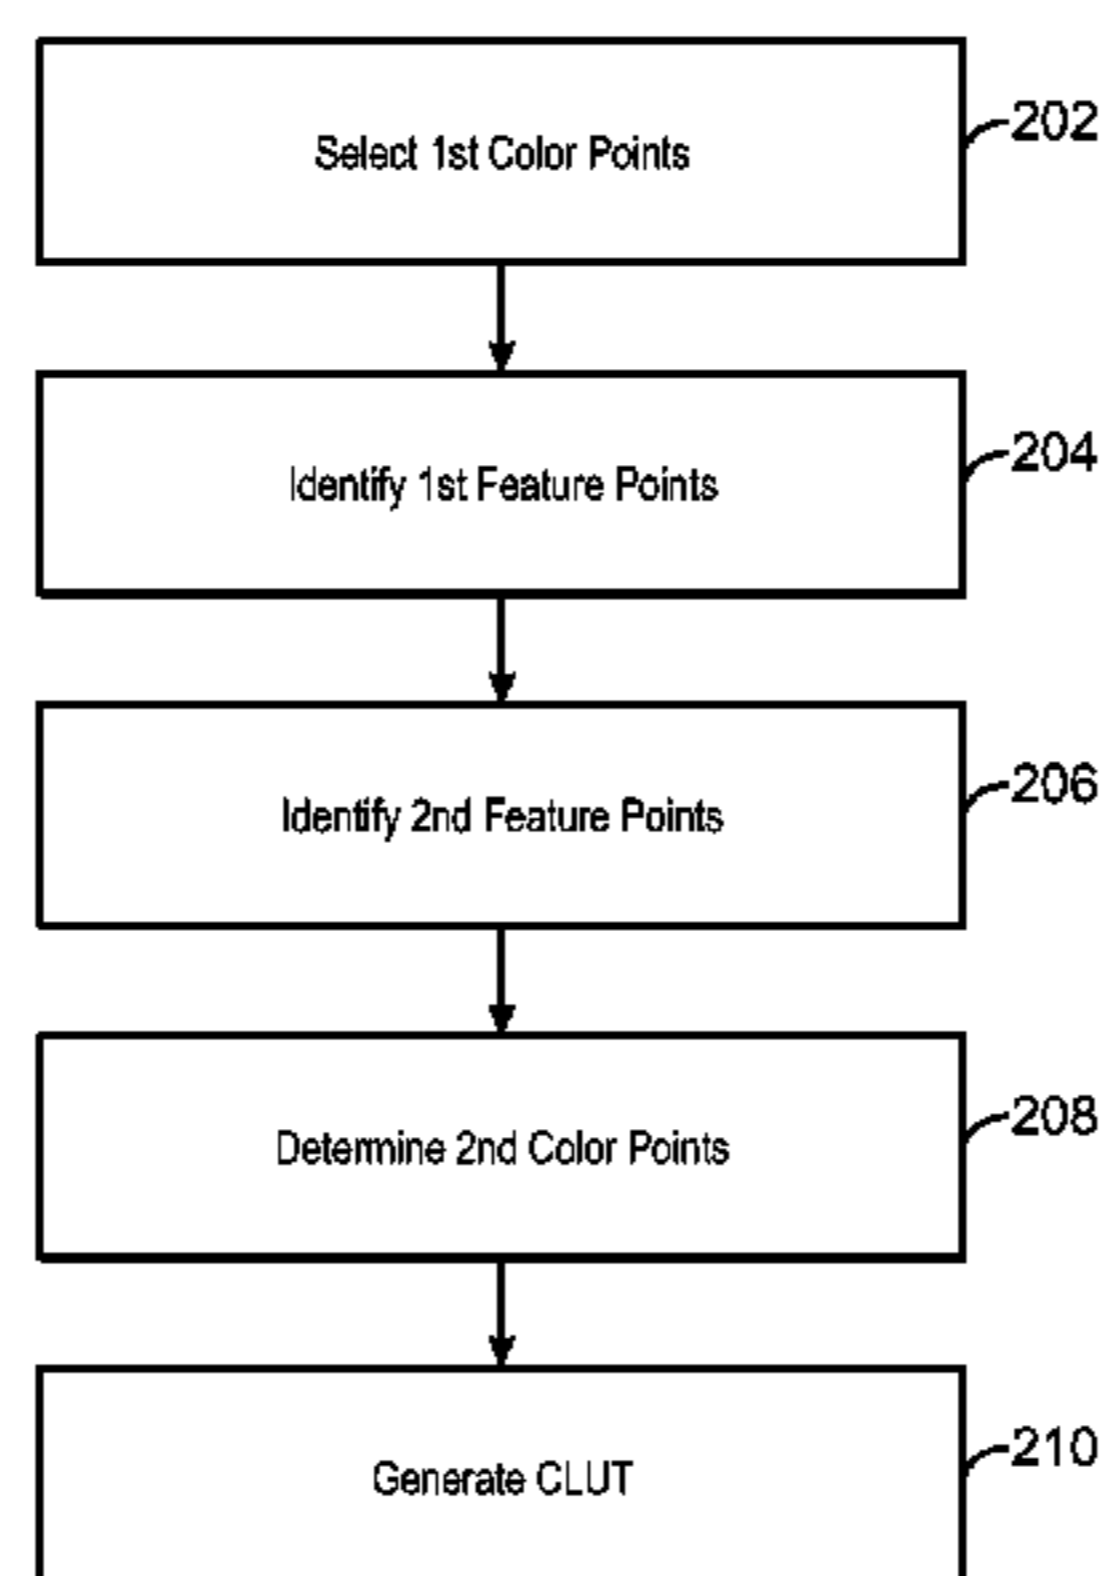 Select 1st Color Points
202
Identify 1st Feature Points
204
Identify 2nd Feature Points
206
Determine 2nd Color Points
208
Generate CLUT
210